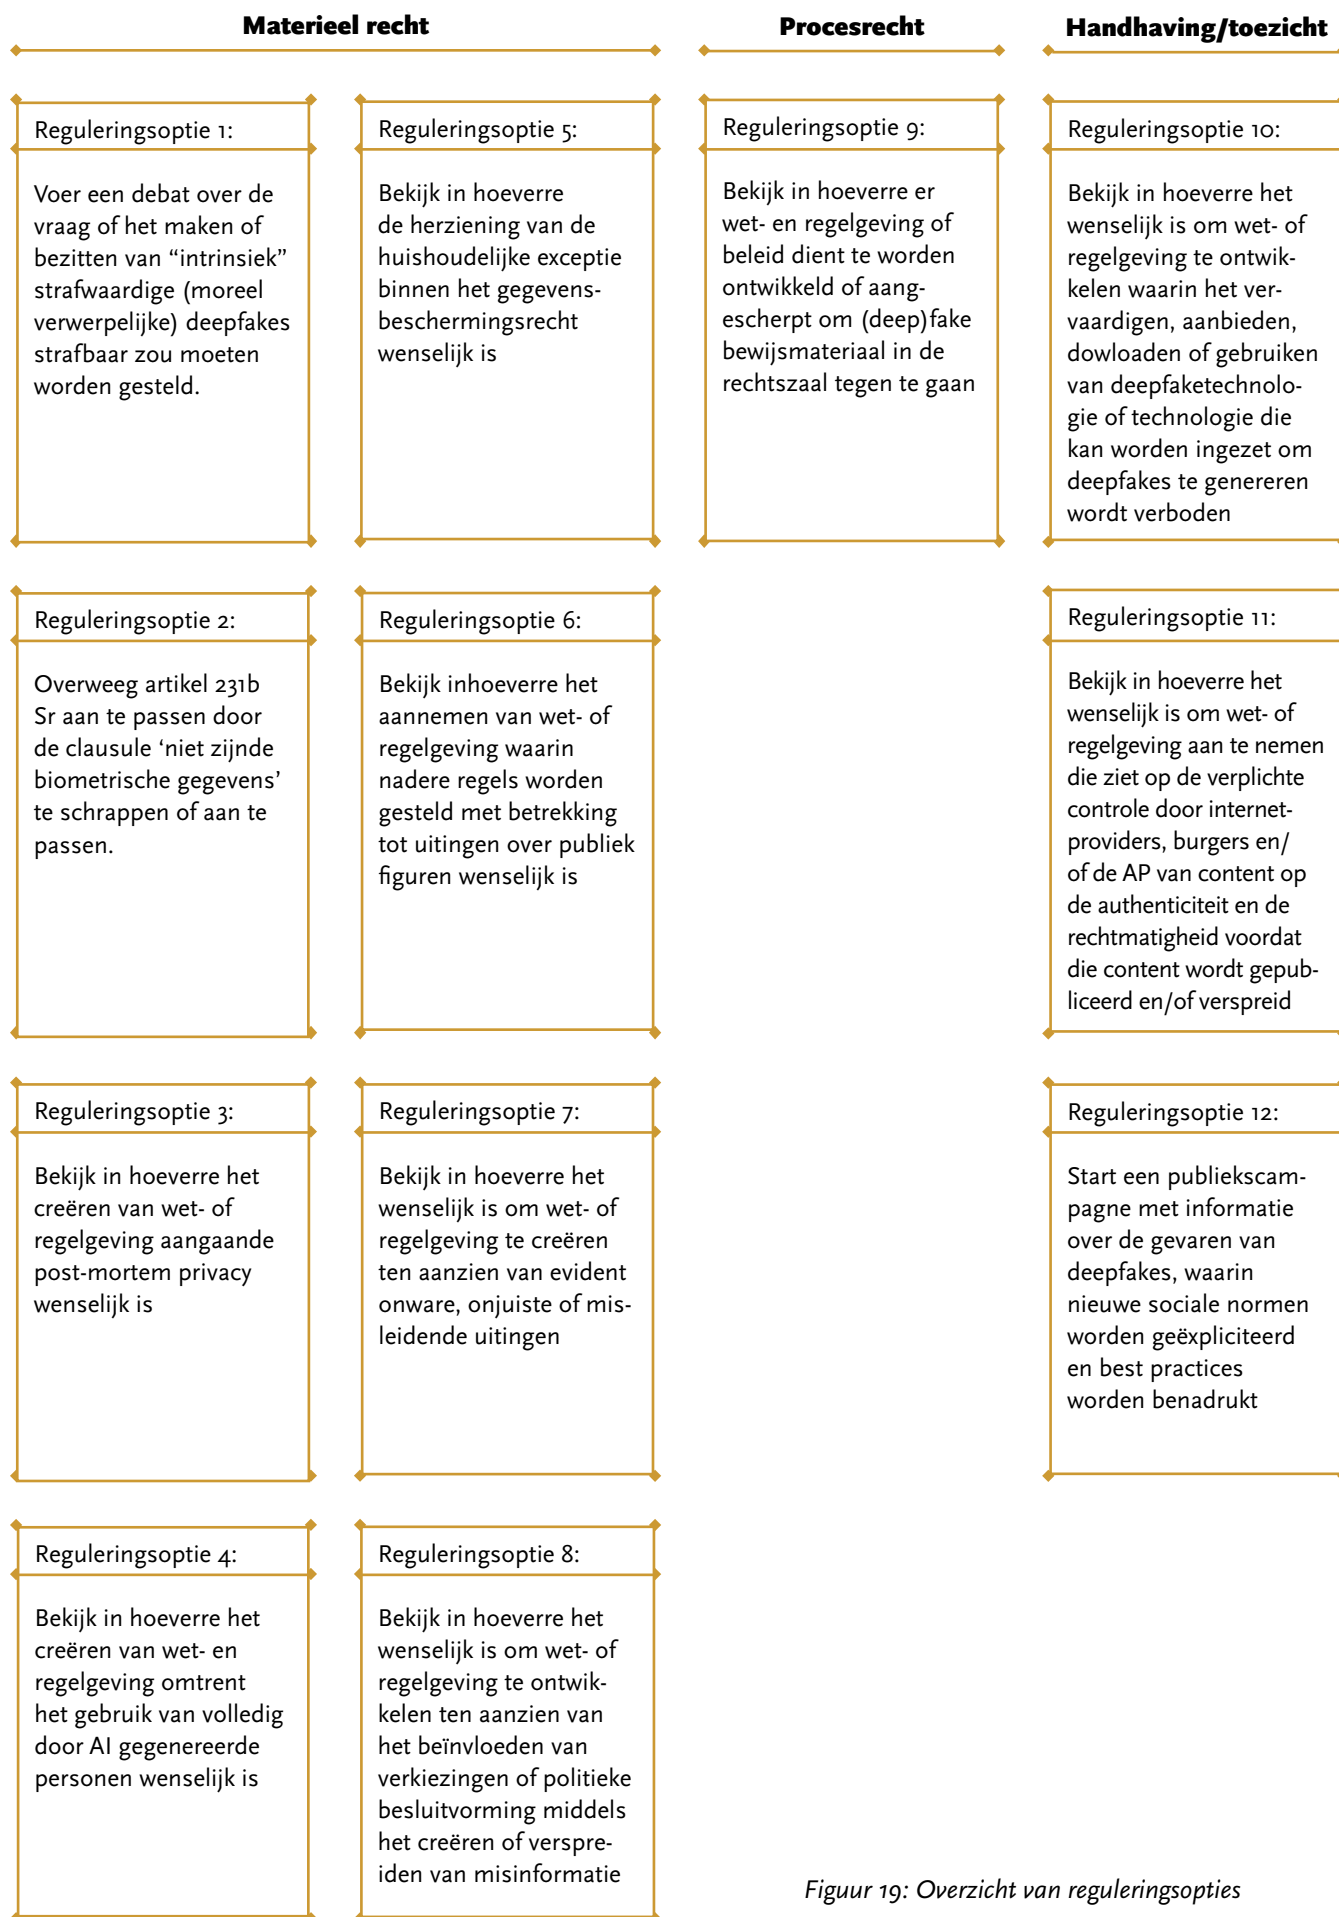 Materieel recht
Procesrecht
Handhaving/toezicht
Reguleringsoptie 1:
Voer een debat over de
vraag of het maken of
bezitten van “intrinsiek”
strafwaardige (moreel
verwerpelijke) deepfakes
strafbaar zou moeten
worden gesteld.
Reguleringsoptie 2:
Overweeg artikel 231b
Sr aan te passen door
de clausule ‘niet zijnde
biometrische gegevens’
te schrappen of aan te
passen.
Reguleringsoptie 3:
Bekijk in hoeverre het
creëren van wet- of
regelgeving aangaande
post-mortem privacy
wenselijk is
Reguleringsoptie 4:
Bekijk in hoeverre het
creëren van wet- en
regelgeving omtrent
het gebruik van volledig
door AI gegenereerde
personen wenselijk is
Reguleringsoptie 5:
Bekijk in hoeverre
de herziening van de
huishoudelijke exceptie
binnen het gegevens-
beschermingsrecht
wenselijk is
Reguleringsoptie 6:
Bekijk inhoeverre het
aannemen van wet- of
regelgeving waarin
nadere regels worden
gesteld met betrekking
tot uitingen over publiek
figuren wenselijk is
Reguleringsoptie 7:
Bekijk in hoeverre het
wenselijk is om wet- of
regelgeving te creëren
ten aanzien van evident
onware, onjuiste of mis-
leidende uitingen
Reguleringsoptie 8:
Bekijk in hoeverre het
wenselijk is om wet- of
regelgeving te ontwik-
kelen ten aanzien van
het beïnvloeden van
verkiezingen of politieke
besluitvorming middels
het creëren of versprei-
iden van misinformatie
Reguleringsoptie 9:
Bekijk in hoeverre er
wet- en regelgeving of
beleid dient te worden
ontwikkeld of aang-
escherpt om (deep)fake
bewijsmateriaal in de
rechtszaal tegen te gaan
Reguleringsoptie 10:
Bekijk in hoeverre het
wenselijk is om wet- of
regelgeving te ontwik-
kelen waarin het ver-
vaardigen, aanbieden,
dowloaden of gebruiken
van deepfaketechnolo-
gie of technologie die
kan worden ingezet om
deepfakes te genereren
wordt verboden
Reguleringsoptie 11:
Bekijk in hoeverre het
wenselijk is om wet- of
regelgeving aan te nemen
die ziet op de verplichte
controle door internet-
providers, burgers en/
of de AP van content op
de authenticiteit en de
rechtmatigheid voordat
die content wordt gepub-
liceerd en/of verspreid
Reguleringsoptie 12:
Start een publiekscam-
pagne met informatie
over de gevaren van
deepfakes, waarin
nieuwe sociale normen
worden geëxpliciteerd
en best practices
worden benadrukt
Figuur 19: Overzicht van reguleringsopties